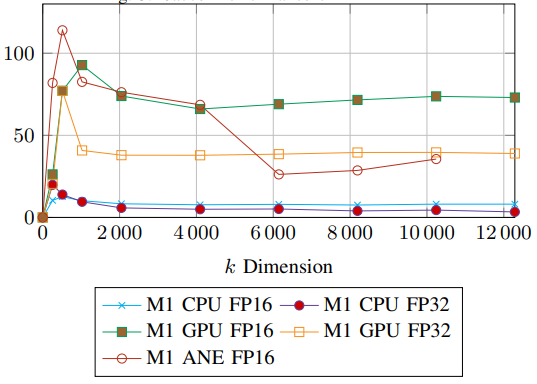 100
50
0
0
2 000
4 000
6 000
8 000
10 000
12 000
k Dimension
M1 CPU FP16 M1 CPU FP32
M1 GPU FP16 M1 GPU FP32
M1 ANE FP16